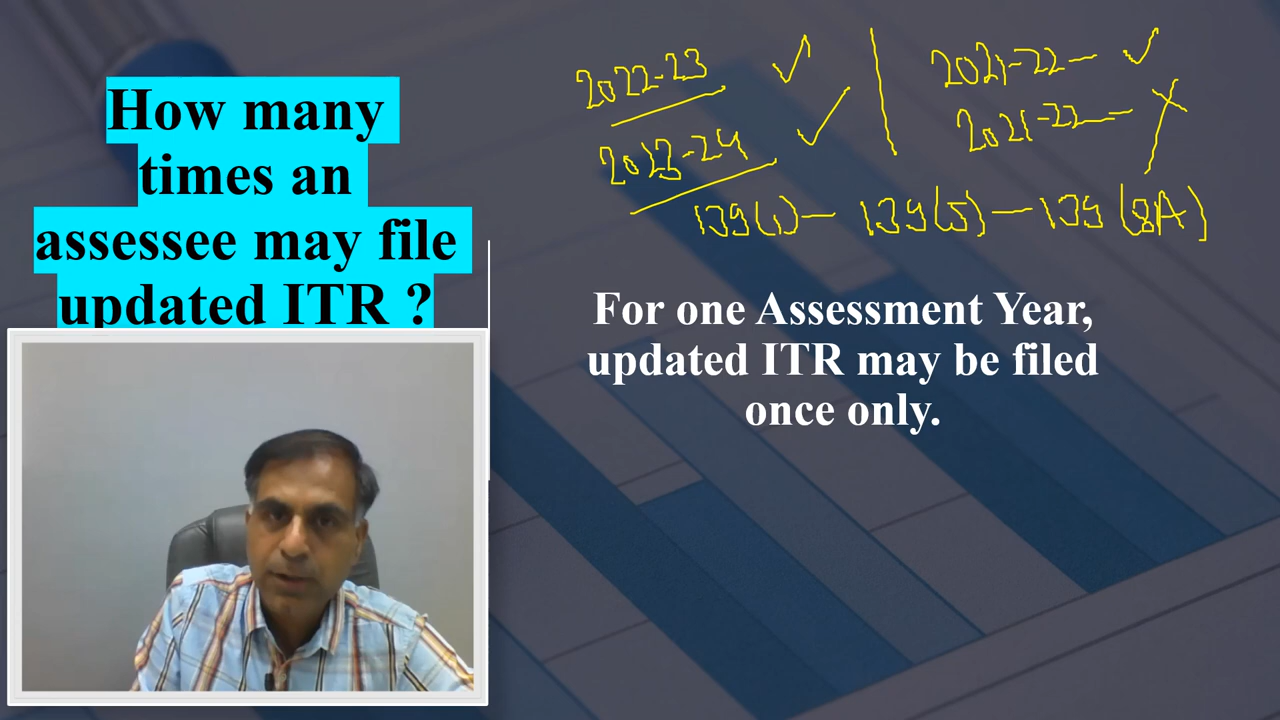 How many
times an
assessee may file
updated ITR ?
2022-23 ✓
2023-24 ✓
2021-22- ✓
2021-22- ✗
139(1)- 139(5)- 139 (8A)
For one Assessment Year,
updated ITR may be filed
once only.